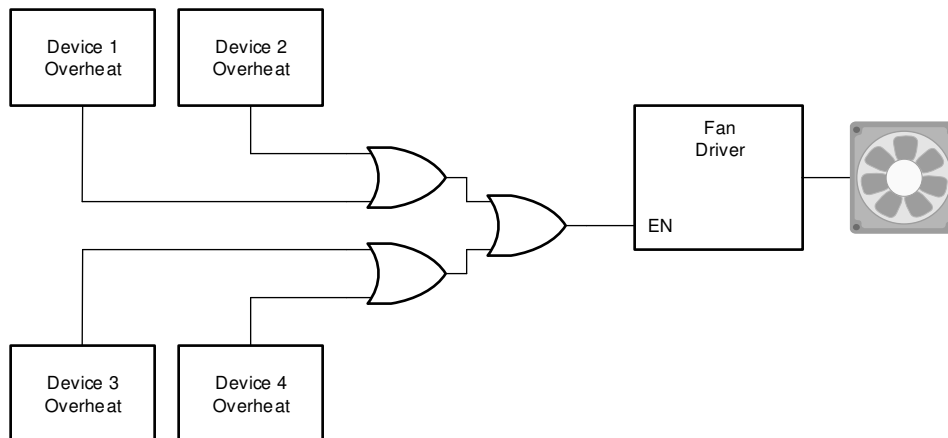 Device 1
Overheat
Device 2
Overheat
Fan
Driver
EN
Device 3
Overheat
Device 4
Overheat